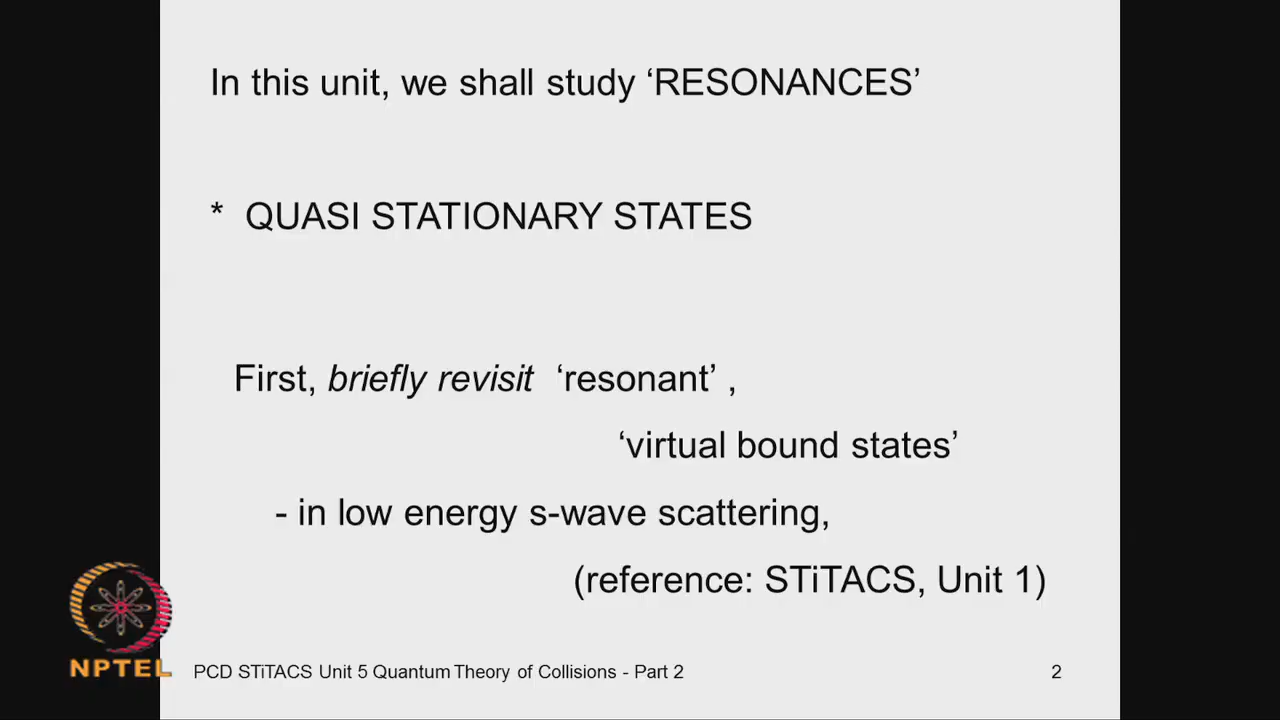 In this unit, we shall study ‘RESONANCES’
* QUASI STATIONARY STATES
First, briefly revisit ‘resonant’ ,
‘virtual bound states’
- in low energy s-wave scattering,
(reference: STiTACS, Unit 1)
NPTEL
PCD STiTACS Unit 5 Quantum Theory of Collisions - Part 2
2